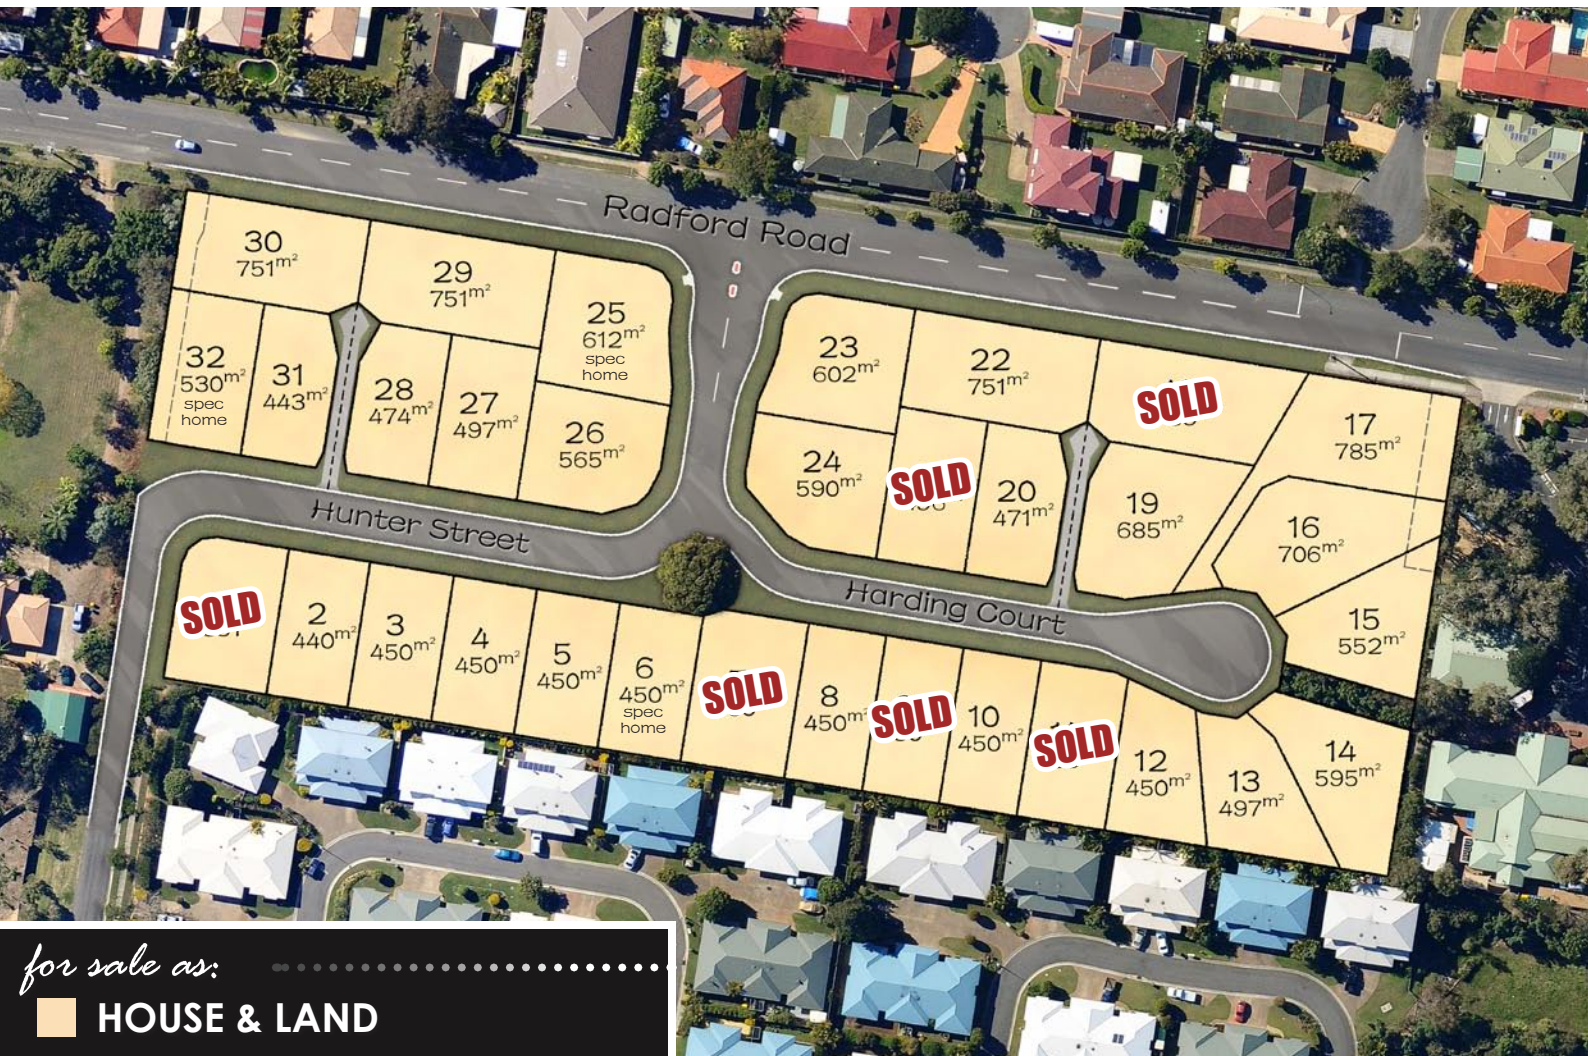 Radford Road
30
751m²
29
751m²
25
612m²
spec
home
32
530m²
spec
home
31
443m²
28
474m²
27
497m²
26
565m²
23
602m²
22
751m²
SOLD
17
785m²
24
590m²
SOLD
20
471m²
19
685m²
16
706m²
15
552m²
Hunter Street
Harding Court
SOLD
2
440m²
3
450m²
4
450m²
5
450m²
6
450m²
spec
home
SOLD
8
450m²
SOLD
10
450m²
SOLD
12
450m²
13
497m²
14
595m²
for sale as:
HOUSE & LAND